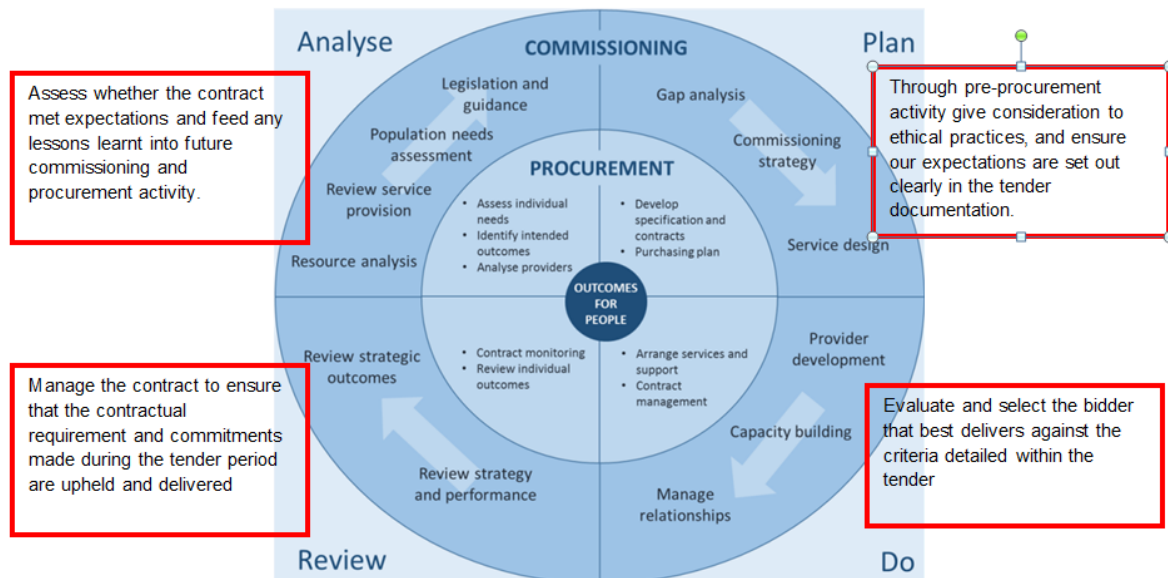 Analyse
COMMISSIONING
Plan
Assess whether the contract
met expectations and feed any
lessons learnt into future
commissioning and
procurement activity.
Legislation and
guidance
Population needs
assessment
Review service
provision
Resource analysis
Gap analysis
Commissioning
strategy
Service design
Through pre-procurement
activity give consideration to
ethical practices, and ensure
our expectations are set out
clearly in the tender
documentation.
PROCUREMENT
• Assess individual
needs
• Identify intended
outcomes
• Analyse providers
• Develop
specification and
contracts
• Purchasing plan
OUTCOMES
FOR
PEOPLE
• Contract monitoring
• Review individual
outcomes
• Arrange services and
support
• Contract
management
Review strategic
outcomes
Review strategy
and performance
Provider
development
Capacity building
Manage
relationships
Manage the contract to ensure
that the contractual
requirement and commitments
made during the tender period
are upheld and delivered
Evaluate and select the bidder
that best delivers against the
criteria detailed within the
tender
Review
Do